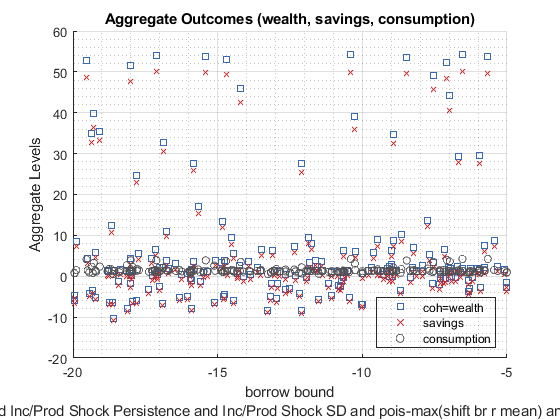 Aggregate Outcomes (wealth, savings, consumption)
60
50
40
30
20
10
0
-10
-20
Aggregate Levels
coh=wealth
savings
consumption
-20
-15
-10
-5
borrow bound
d Inc/Prod Shock Persistence and Inc/Prod Shock SD and pois-max(shift br r mean) an